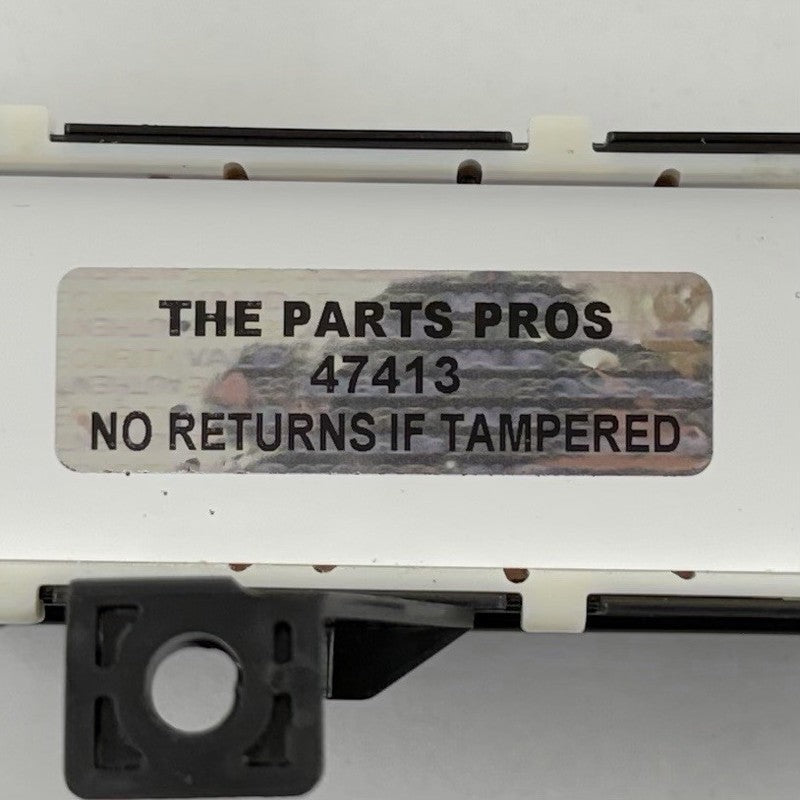 THE PARTS PROS
47413
NO RETURNS IF TAMPERED